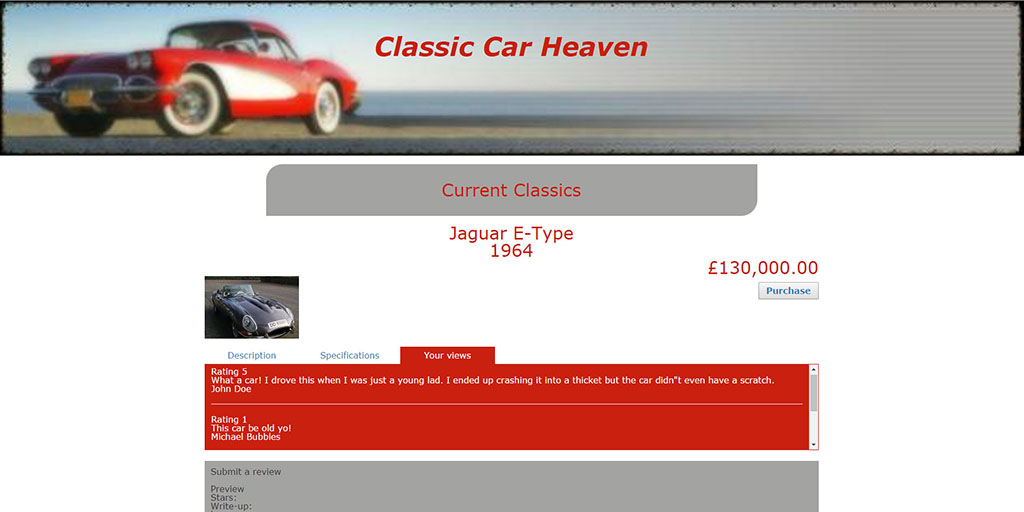 Classic Car Heaven
Current Classics
Jaguar E-Type
1964
£130,000.00
Purchase
Description Specifications Your views
Rating 5
What a car! I drove this when I was just a young lad. I ended up crashing it into a thicket but the car didn"t even have a scratch.
John Doe
Rating 1
This car be old yo!
Michael Bubbles
Submit a review
Preview
Stars:
Write-up: